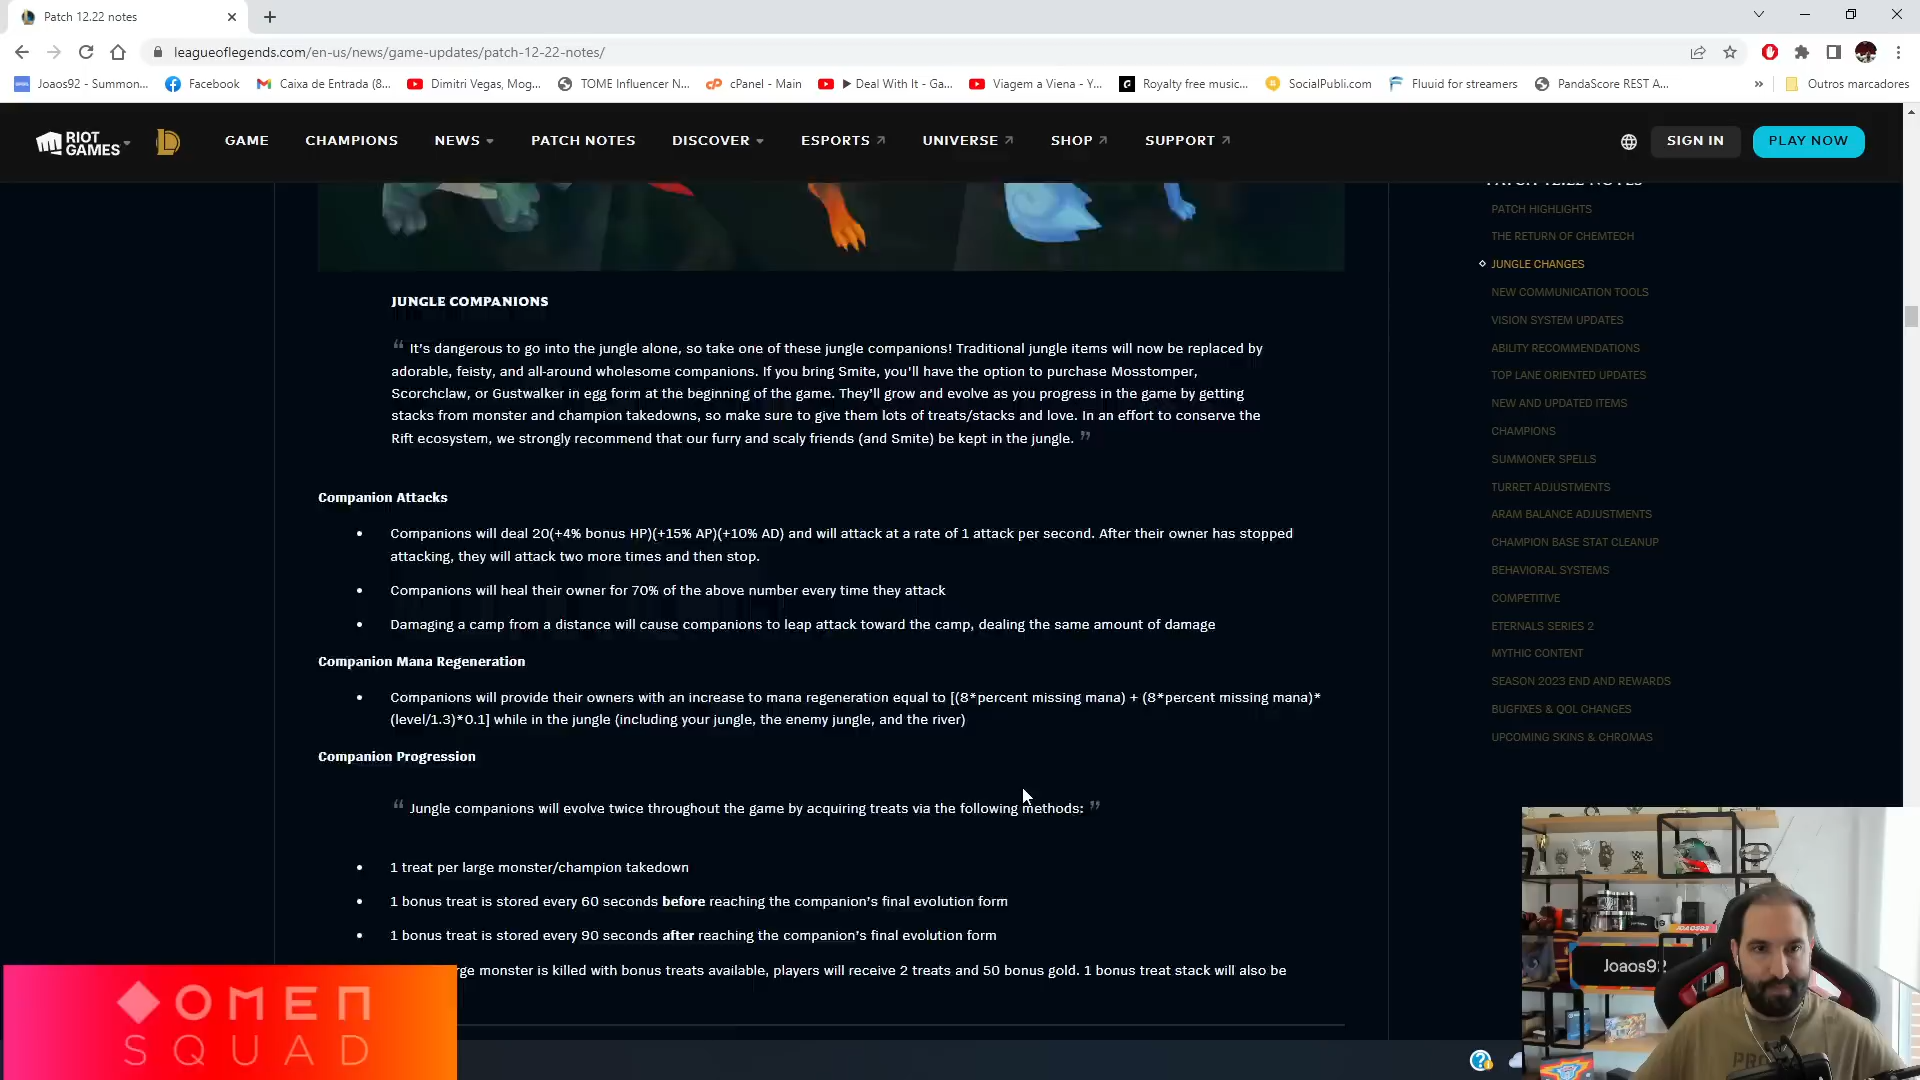 Patch 12.22 notes
leagueoflegends.com/en-us/news/game-updates/patch-12-22-notes/
Joaos92 - Summon... Facebook Caixa de Entrada (8... Dimitri Vegas, Mog... TOME Influencer N... cPanel - Main ▶ Deal With It - Ga... Viagem a Viena - Y... Royalty free music... SocialPubli.com Fluuid for streamers PandaScore REST A... » Outros marcadores
RIOT GAMES GAME CHAMPIONS NEWS PATCH NOTES DISCOVER ESPORTS UNIVERSE SHOP SUPPORT SIGN IN PLAY NOW
JUNGLE COMPANIONS
“ It’s dangerous to go into the jungle alone, so take one of these jungle companions! Traditional jungle items will now be replaced by
adorable, feisty, and all-around wholesome companions. If you bring Smite, you’ll have the option to purchase Mosstomper,
Scorchclaw, or Gustwalker in egg form at the beginning of the game. They’ll grow and evolve as you progress in the game by getting
stacks from monster and champion takedowns, so make sure to give them lots of treats/stacks and love. In an effort to conserve the
Rift ecosystem, we strongly recommend that our furry and scaly friends (and Smite) be kept in the jungle. ”
Companion Attacks
• Companions will deal 20(+4% bonus HP)(+15% AP)(+10% AD) and will attack at a rate of 1 attack per second. After their owner has stopped
attacking, they will attack two more times and then stop.
• Companions will heal their owner for 70% of the above number every time they attack
• Damaging a camp from a distance will cause companions to leap attack toward the camp, dealing the same amount of damage
Companion Mana Regeneration
• Companions will provide their owners with an increase to mana regeneration equal to [(8*percent missing mana) + (8*percent missing mana)*
(level/1.3)*0.1] while in the jungle (including your jungle, the enemy jungle, and the river)
Companion Progression
“ Jungle companions will evolve twice throughout the game by acquiring treats via the following methods: ”
• 1 treat per large monster/champion takedown
• 1 bonus treat is stored every 60 seconds before reaching the companion’s final evolution form
• 1 bonus treat is stored every 90 seconds after reaching the companion’s final evolution form
monster is killed with bonus treats available, players will receive 2 treats and 50 bonus gold. 1 bonus treat stack will also be
PATCH 12.22 NOTES
PATCH HIGHLIGHTS
THE RETURN OF CHEMTECH
JUNGLE CHANGES
NEW COMMUNICATION TOOLS
VISION SYSTEM UPDATES
ABILITY RECOMMENDATIONS
TOP LANE ORIENTED UPDATES
NEW AND UPDATED ITEMS
CHAMPIONS
SUMMONER SPELLS
TURRET ADJUSTMENTS
ARAM BALANCE ADJUSTMENTS
CHAMPION BASE STAT CLEANUP
BEHAVIORAL SYSTEMS
COMPETITIVE
ETERNALS SERIES 2
MYTHIC CONTENT
SEASON 2023 END AND REWARDS
BUGFIXES & QOL CHANGES
UPCOMING SKINS & CHROMAS
OMEN
SQUAD
JOAOS92
Joaos92